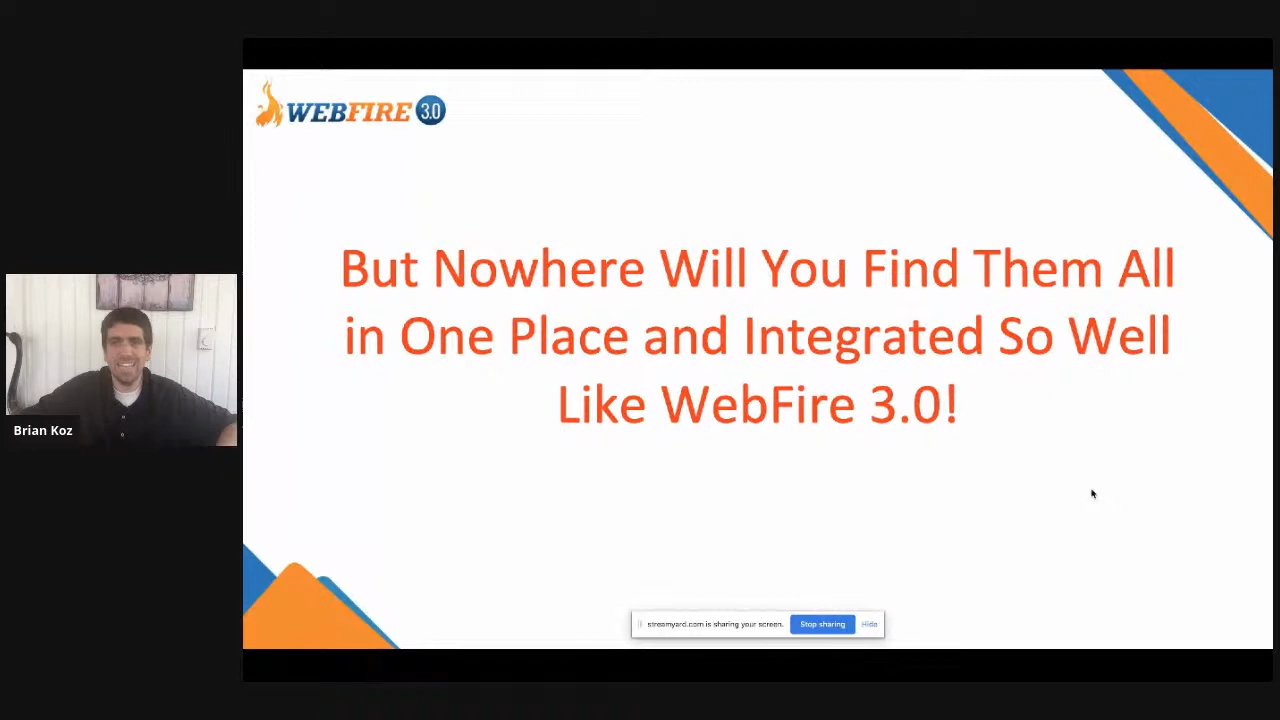 WEBFIRE 3.0
But Nowhere Will You Find Them All
in One Place and Integrated So Well
Like WebFire 3.0!
Brian Koz
streamyard.com is sharing your screen. Stop sharing Hide